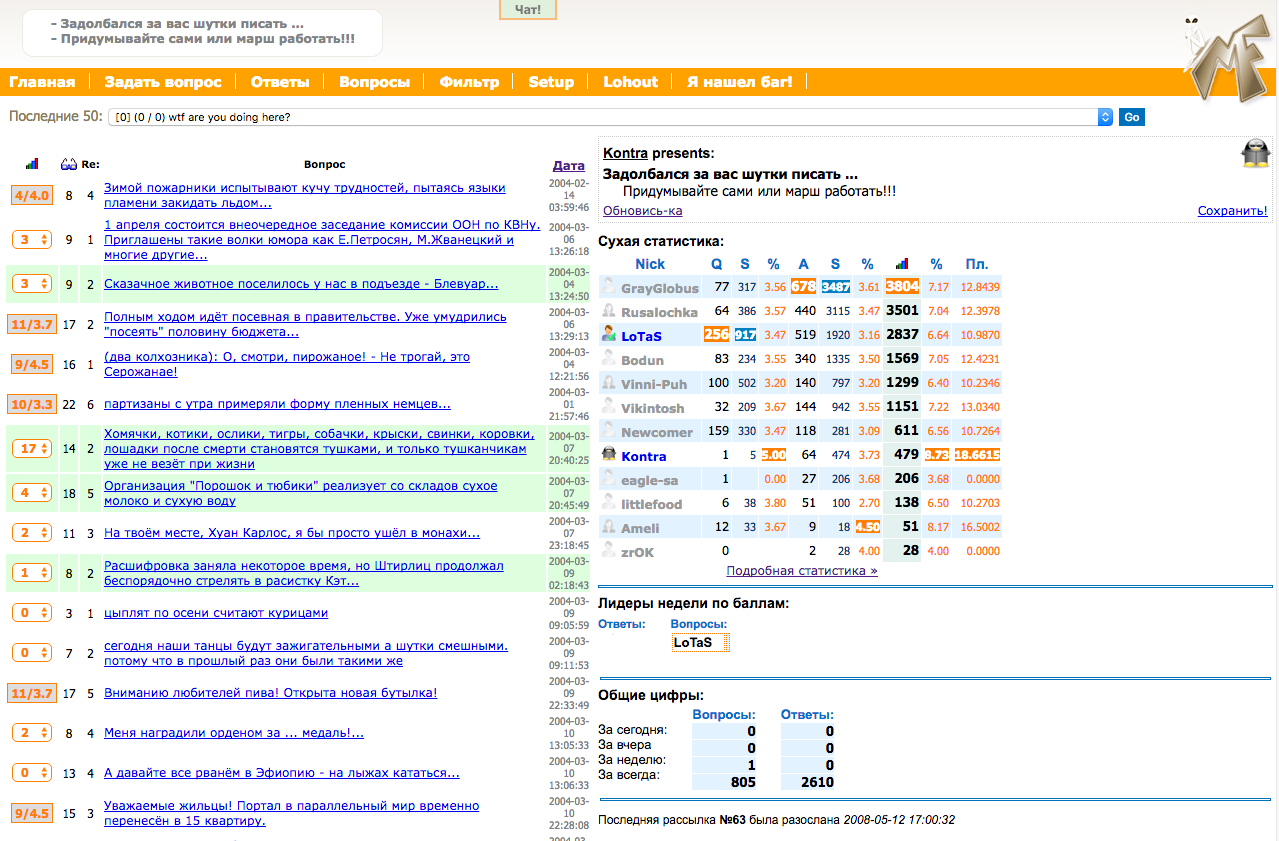 - Задолбался за вас шутки писать ...
- Придумывайте сами или марш работать!!!
Чат!
MF
Главная
Задать вопрос
Ответы
Вопросы
Фильтр
Setup
Lohout
Я нашел баг!
Последние 50:
[0] (0 / 0) wtf are you doing here?
Go
Re: Вопрос Дата
4/4.0 8 4 Зимой пожарники испытывают кучу трудностей, пытаясь языки
пламени закидать льдом...
2004-02-
14
03:59:46
3 9 1 1 апреля состоится внеочередное заседание комиссии ООН по КВНу.
Приглашены такие волки юмора как Е.Петросян, М.Жванецкий и
многие другие...
2004-03-
06
13:26:18
3 9 2 Сказачное животное поселилось у нас в подъезде - Блевуар...
2004-03-
04
13:24:50
11/3.7 17 2 Полным ходом идёт посевная в правительстве. Уже умудрились
"посеять" половину бюджета...
2004-03-
06
13:29:13
9/4.5 16 1 (два колхозника): О, смотри, пирожаное! - Не трогай, это
Серожанае!
2004-03-
04
12:21:56
10/3.3 22 6 партизаны с утра примеряли форму пленных немцев...
2004-03-
01
21:57:46
17 14 2 Хомячки, котики, ослики, тигры, собачки, крыски, свинки, коровки,
лошадки после смерти становятся тушками, и только тушканчикам
уже не везёт при жизни
2004-03-
07
20:40:25
4 18 5 Организация "Порошок и тюбики" реализует со складов сухое
молоко и сухую воду
2004-03-
07
20:45:49
2 11 3 На твоём месте, Хуан Карлос, я бы просто ушёл в монахи...
2004-03-
07
23:18:45
1 8 2 Расшифровка заняла некоторое время, но Штирлиц продолжал
беспорядочно стрелять в расистку Кэт...
2004-03-
09
02:18:43
0 3 1 цыплят по осени считают курицами
2004-03-
09
09:05:59
0 7 2 сегодня наши танцы будут зажигательными а шутки смешными.
потому что в прошлый раз они были такими же
2004-03-
09
09:11:53
11/3.7 17 5 Вниманию любителей пива! Открыта новая бутылка!
2004-03-
09
22:33:49
2 8 4 Меня наградили орденом за ... медаль!...
2004-03-
10
13:05:33
0 13 4 А давайте все рванём в Эфиопию - на лыжах кататься...
2004-03-
10
13:06:33
9/4.5 15 3 Уважаемые жильцы! Портал в параллельный мир временно
перенесён в 15 квартиру.
2004-03-
10
22:28:08
2004-03-
Kontra presents:
Задолбался за вас шутки писать ...
Придумывайте сами или марш работать!!!
Обновись-ка
Сохранить!
Сухая статистика:
Nick Q S % A S % % Пл.
GrayGlobus 77 317 3.56 678 3487 3.61 3804 7.17 12.8439
Rusalochka 64 386 3.57 440 3115 3.47 3501 7.04 12.3978
LoTaS 256 917 3.47 519 1920 3.16 2837 6.64 10.9870
Bodun 83 234 3.55 340 1335 3.50 1569 7.05 12.4231
Vinni-Puh 100 502 3.20 140 797 3.20 1299 6.40 10.2346
Vikintosh 32 209 3.67 144 942 3.55 1151 7.22 13.0340
Newcomer 159 330 3.47 118 281 3.09 611 6.56 10.7264
Kontra 1 5 5.00 64 474 3.73 479 8.73 18.6615
eagle-sa 1 0.00 27 206 3.68 206 3.68 0.0000
littlefood 6 38 3.80 51 100 2.70 138 6.50 10.2703
Ameli 12 33 3.67 9 18 4.50 51 8.17 16.5002
zrOK 0 2 28 4.00 28 4.00 0.0000
Подробная статистика »
Лидеры недели по баллам:
Ответы: Вопросы:
LoTaS
Общие цифры:
Вопросы: Ответы:
За сегодня: 0 0
За вчера 0 0
За неделю: 1 0
За всегда: 805 2610
Последняя рассылка №63 была разослана 2008-05-12 17:00:32